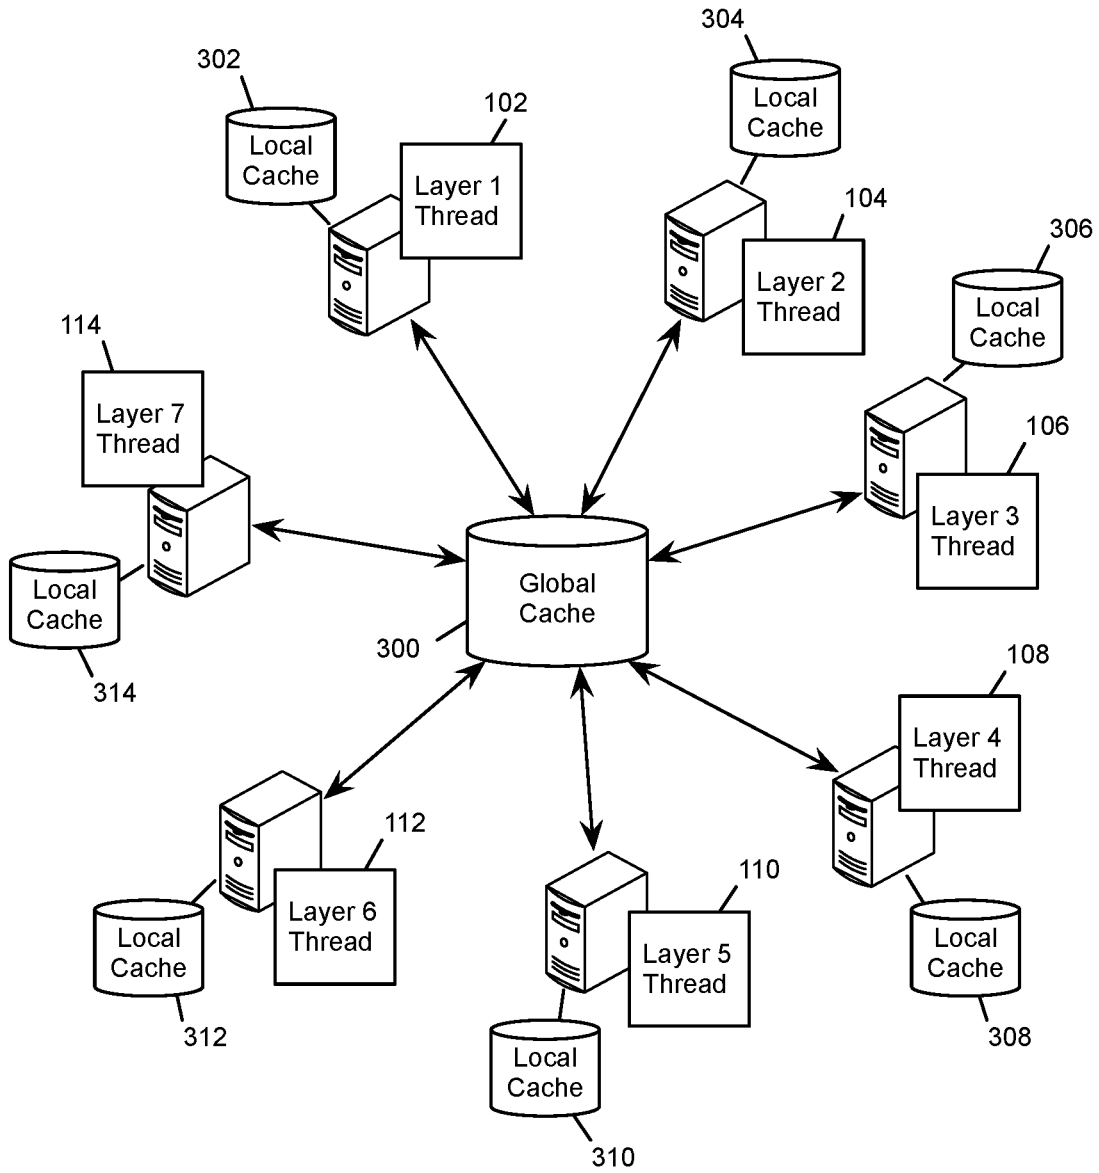 304
302
Local
Cache
102
Local
Cache
Layer 1
Thread
104
306
Layer 2
Thread
Local
Cache
114
Layer 7
Thread
106
Layer 3
Thread
Global
Cache
Local
Cache
300
314
108
Layer 4
Thread
112
110
Layer 6
Thread
Local
Cache
Layer 5
Thread
Local
Cache
312
308
Local
Cache
310